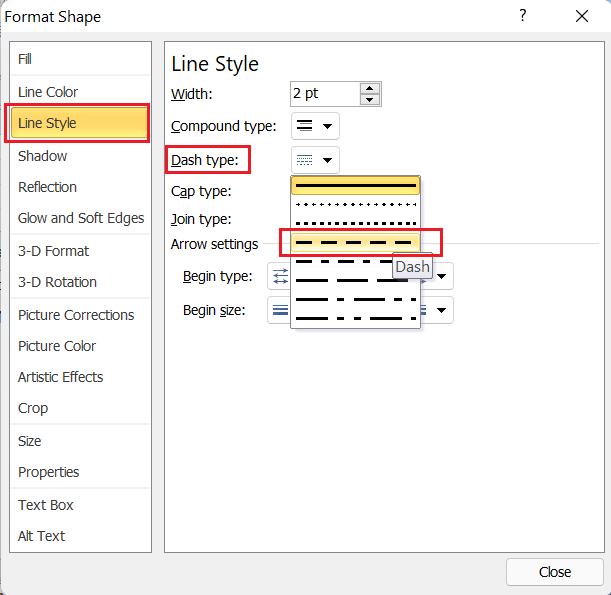 Format Shape
?
Fill
Line Color
Line Style
Shadow
Reflection
Glow and Soft Edges
3-D Format
3-D Rotation
Picture Corrections
Picture Color
Artistic Effects
Crop
Size
Properties
Text Box
Alt Text
Line Style
Width:
2 pt
Compound type:
Dash type:
Cap type:
Join type:
Arrow settings
Dash
Begin type:
Begin size:
Close